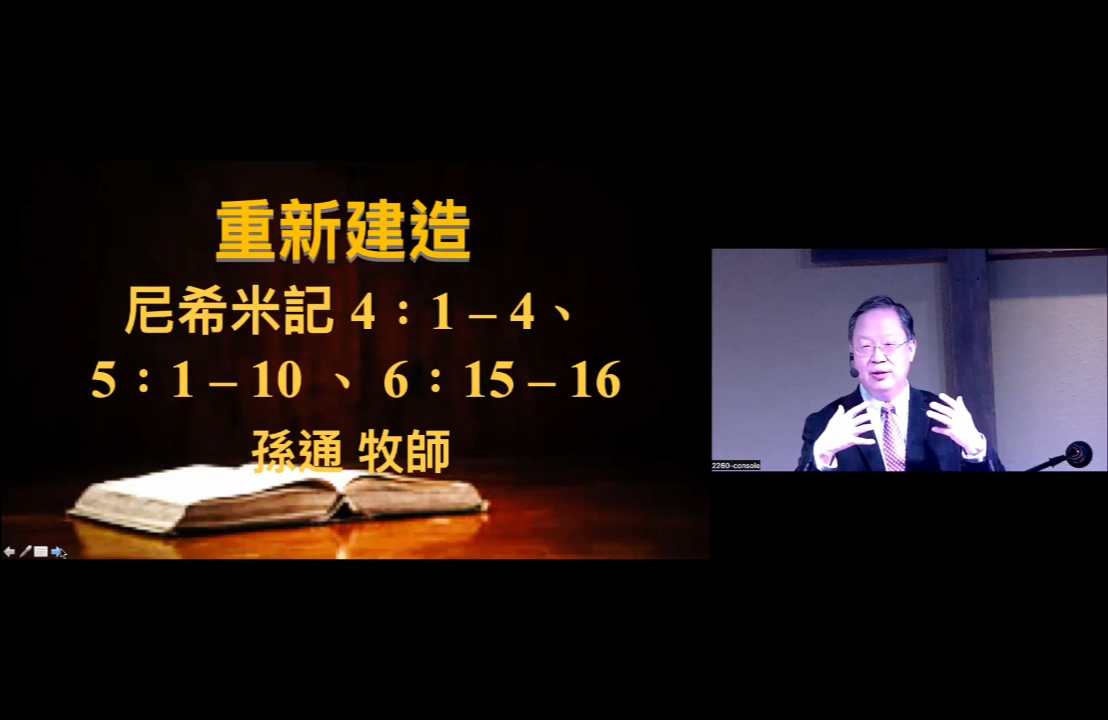 重新建造
尼希米記 4：1 – 4、
5：1 – 10 、 6：15 – 16
孫通 牧師
2260-console